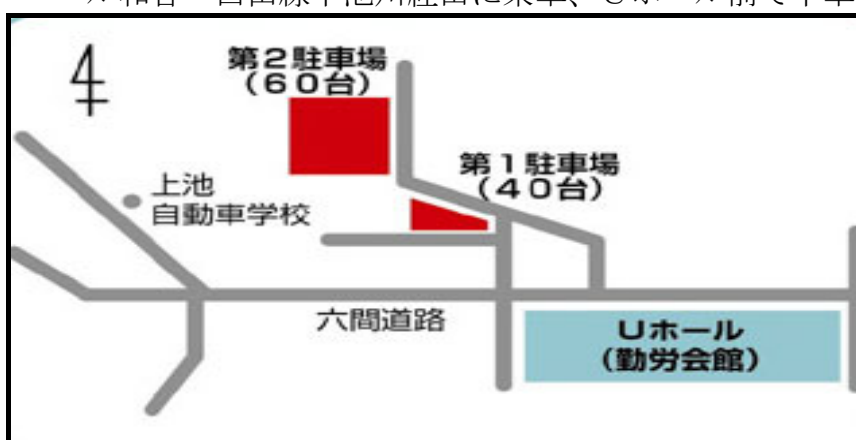 第2駐車場
(60台)
第1駐車場
(40台)
上池
自動車学校
六間道路
Uホール
(勤労会館)